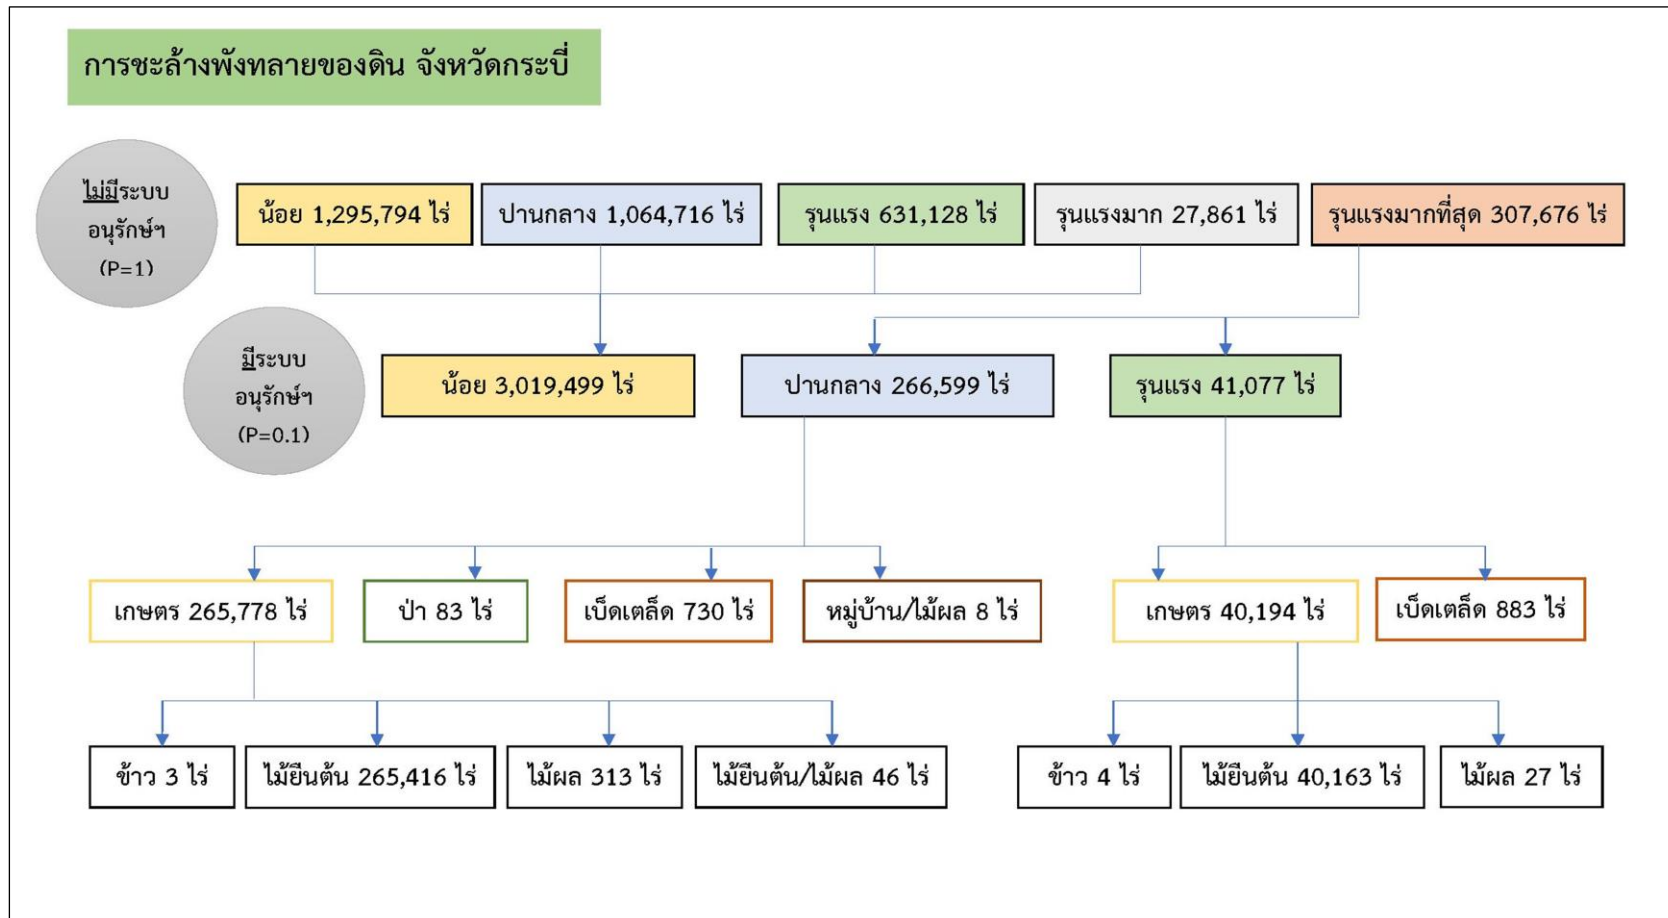 การชะล้างพังทลายของดิน จังหวัดกระบี่
ไม่มีระบบ
อนุรักษ์ฯ
(P=1)
น้อย 1,295,794 ไร่
ปานกลาง 1,064,716 ไร่
รุนแรง 631,128 ไร่
รุนแรงมาก 27,861 ไร่
รุนแรงมากที่สุด 307,676 ไร่
มีระบบ
อนุรักษ์ฯ
(P=0.1)
น้อย 3,019,499 ไร่
ปานกลาง 266,599 ไร่
รุนแรง 41,077 ไร่
เกษตร 265,778 ไร่
ป่า 83 ไร่
เบ็ดเตล็ด 730 ไร่
หมู่บ้าน/ไม้ผล 8 ไร่
เกษตร 40,194 ไร่
เบ็ดเตล็ด 883 ไร่
ข้าว 3 ไร่
ไม้ยืนต้น 265,416 ไร่
ไม้ผล 313 ไร่
ไม้ยืนต้น/ไม้ผล 46 ไร่
ข้าว 4 ไร่
ไม้ยืนต้น 40,163 ไร่
ไม้ผล 27 ไร่